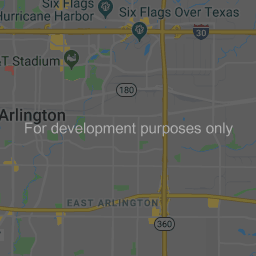 Six Flags
Hurricane Harbor
Six Flags Over Texas
30
T Stadium
180
Arlington
For development purposes only
EAST ARLINGTON
360